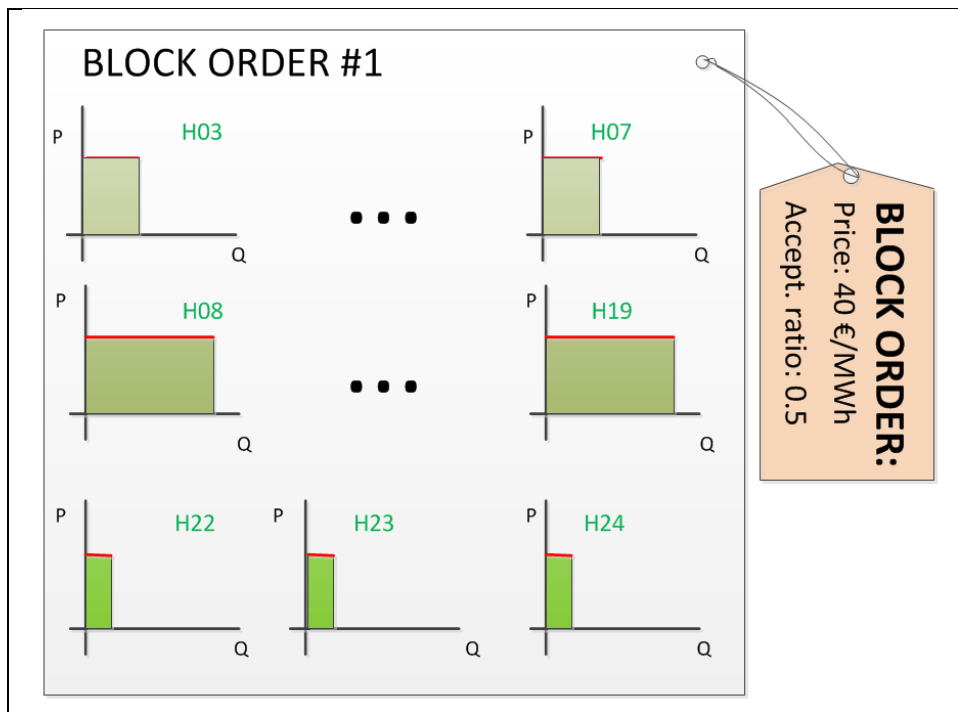 BLOCK ORDER #1
P
H03
Q
P
H07
Q
P
H08
Q
P
H19
Q
P
H22
Q
P
H23
Q
P
H24
Q
BLOCK ORDER:
Price: 40 €/MWh
Accept. ratio: 0.5